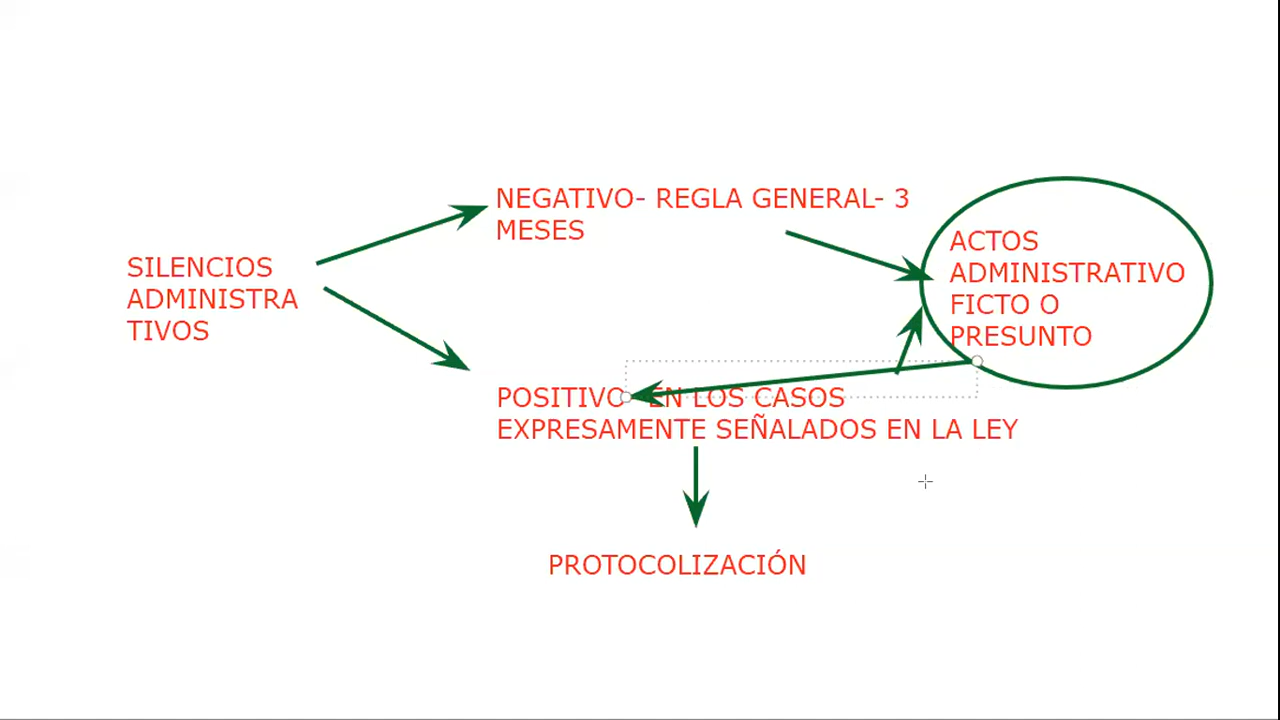 SILENCIOS
ADMINISTRA
TIVOS
NEGATIVO- REGLA GENERAL- 3
MESES
POSITIVO- EN LOS CASOS
EXPRESAMENTE SEÑALADOS EN LA LEY
PROTOCOLIZACIÓN
ACTOS
ADMINISTRATIVO
FICTO O
PRESUNTO